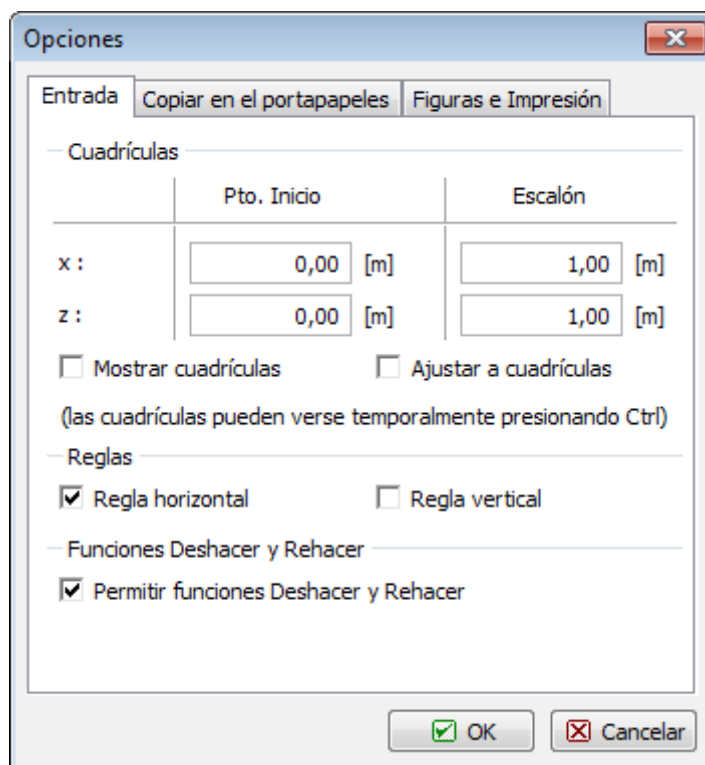 Opciones
Entrada Copiar en el portapapeles Figuras e Impresión
Cuadrículas
Pto. Inicio Escalón
x : 0,00 [m] 1,00 [m]
z : 0,00 [m] 1,00 [m]
Mostrar cuadrículas Ajustar a cuadrículas
(las cuadrículas pueden verse temporalmente presionando Ctrl)
Reglas
Regla horizontal Regla vertical
Funciones Deshacer y Rehacer
Permitir funciones Deshacer y Rehacer
OK Cancelar